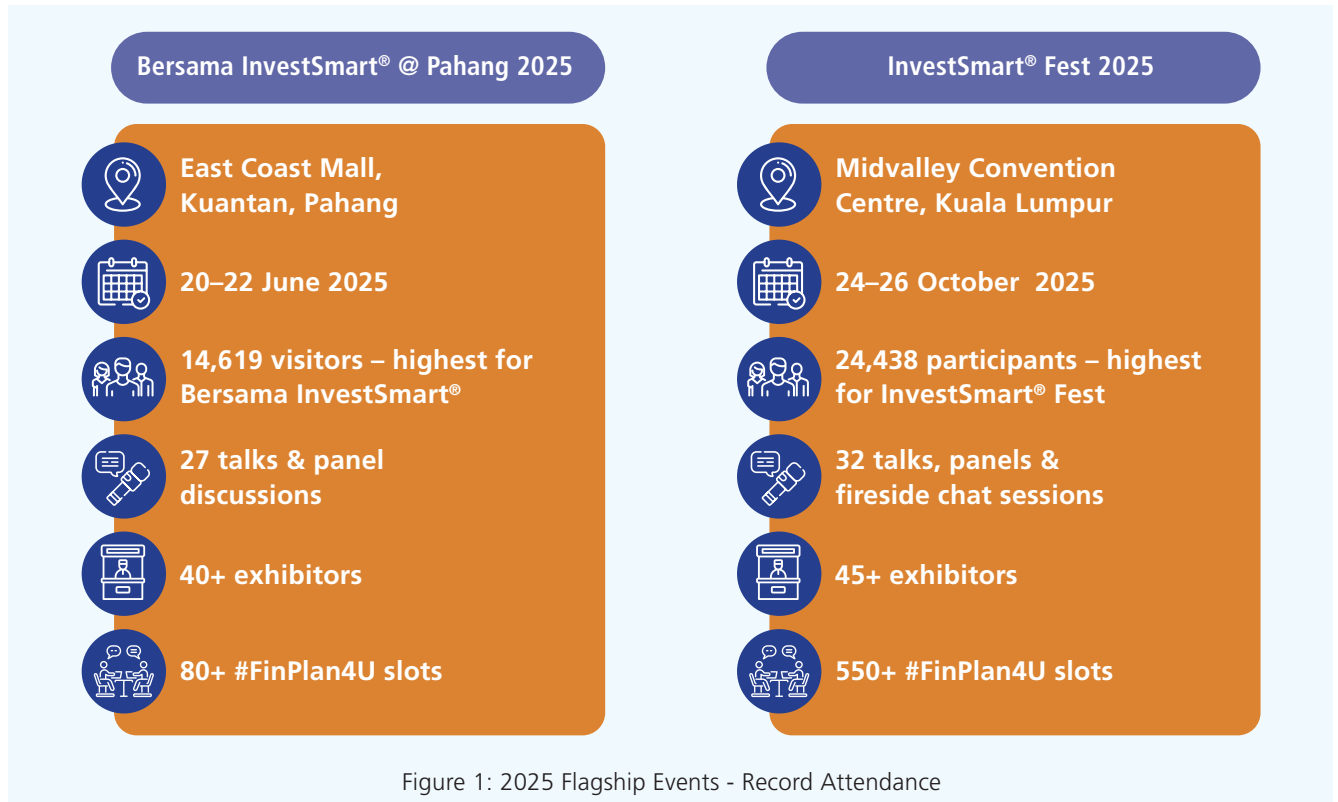 Bersama InvestSmart® @ Pahang 2025
East Coast Mall,
Kuantan, Pahang
20–22 June 2025
14,619 visitors – highest for
Bersama InvestSmart®
27 talks & panel
discussions
40+ exhibitors
80+ #FinPlan4U slots
InvestSmart® Fest 2025
Midvalley Convention
Centre, Kuala Lumpur
24–26 October  2025
24,438 participants – highest
for InvestSmart® Fest
32 talks, panels &
fireside chat sessions
45+ exhibitors
550+ #FinPlan4U slots
Figure 1: 2025 Flagship Events - Record Attendance